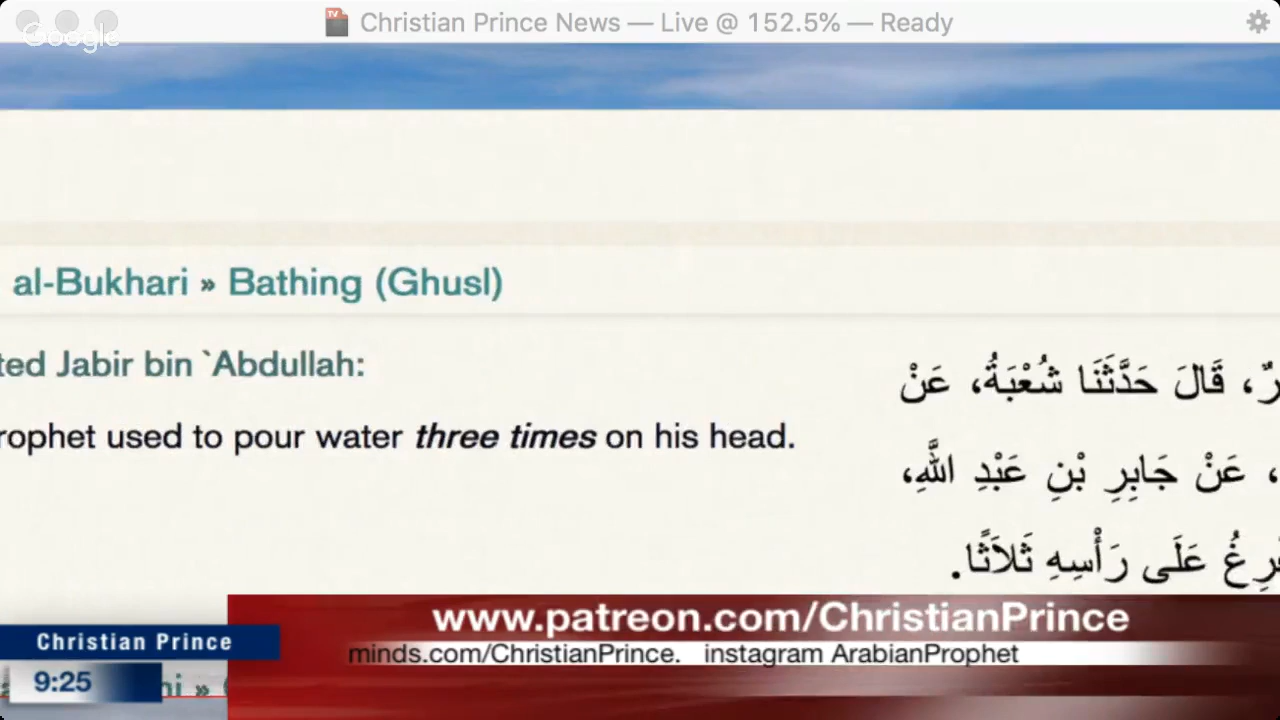 Christian Prince News — Live @ 152.5% — Ready
Google
al-Bukhari » Bathing (Ghusl)
ted Jabir bin `Abdullah:
rophet used to pour water three times on his head.
رٌ، قَالَ حَدَّثَنَا شُعْبَةُ، عَنْ
، عَنْ جَابِرِ بْنِ عَبْدِ اللَّهِ،
فْرِغُ عَلَى رَأْسِهِ ثَلاَثًا.
www.patreon.com/ChristianPrince
minds.com/ChristianPrince. instagram ArabianProphet
Christian Prince
9:25